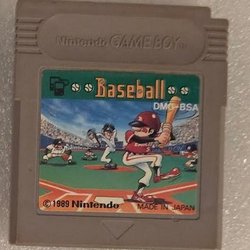 Nintendo GAME BOY
Baseball
DMG-BSA
©1989 Nintendo
MADE IN JAPAN